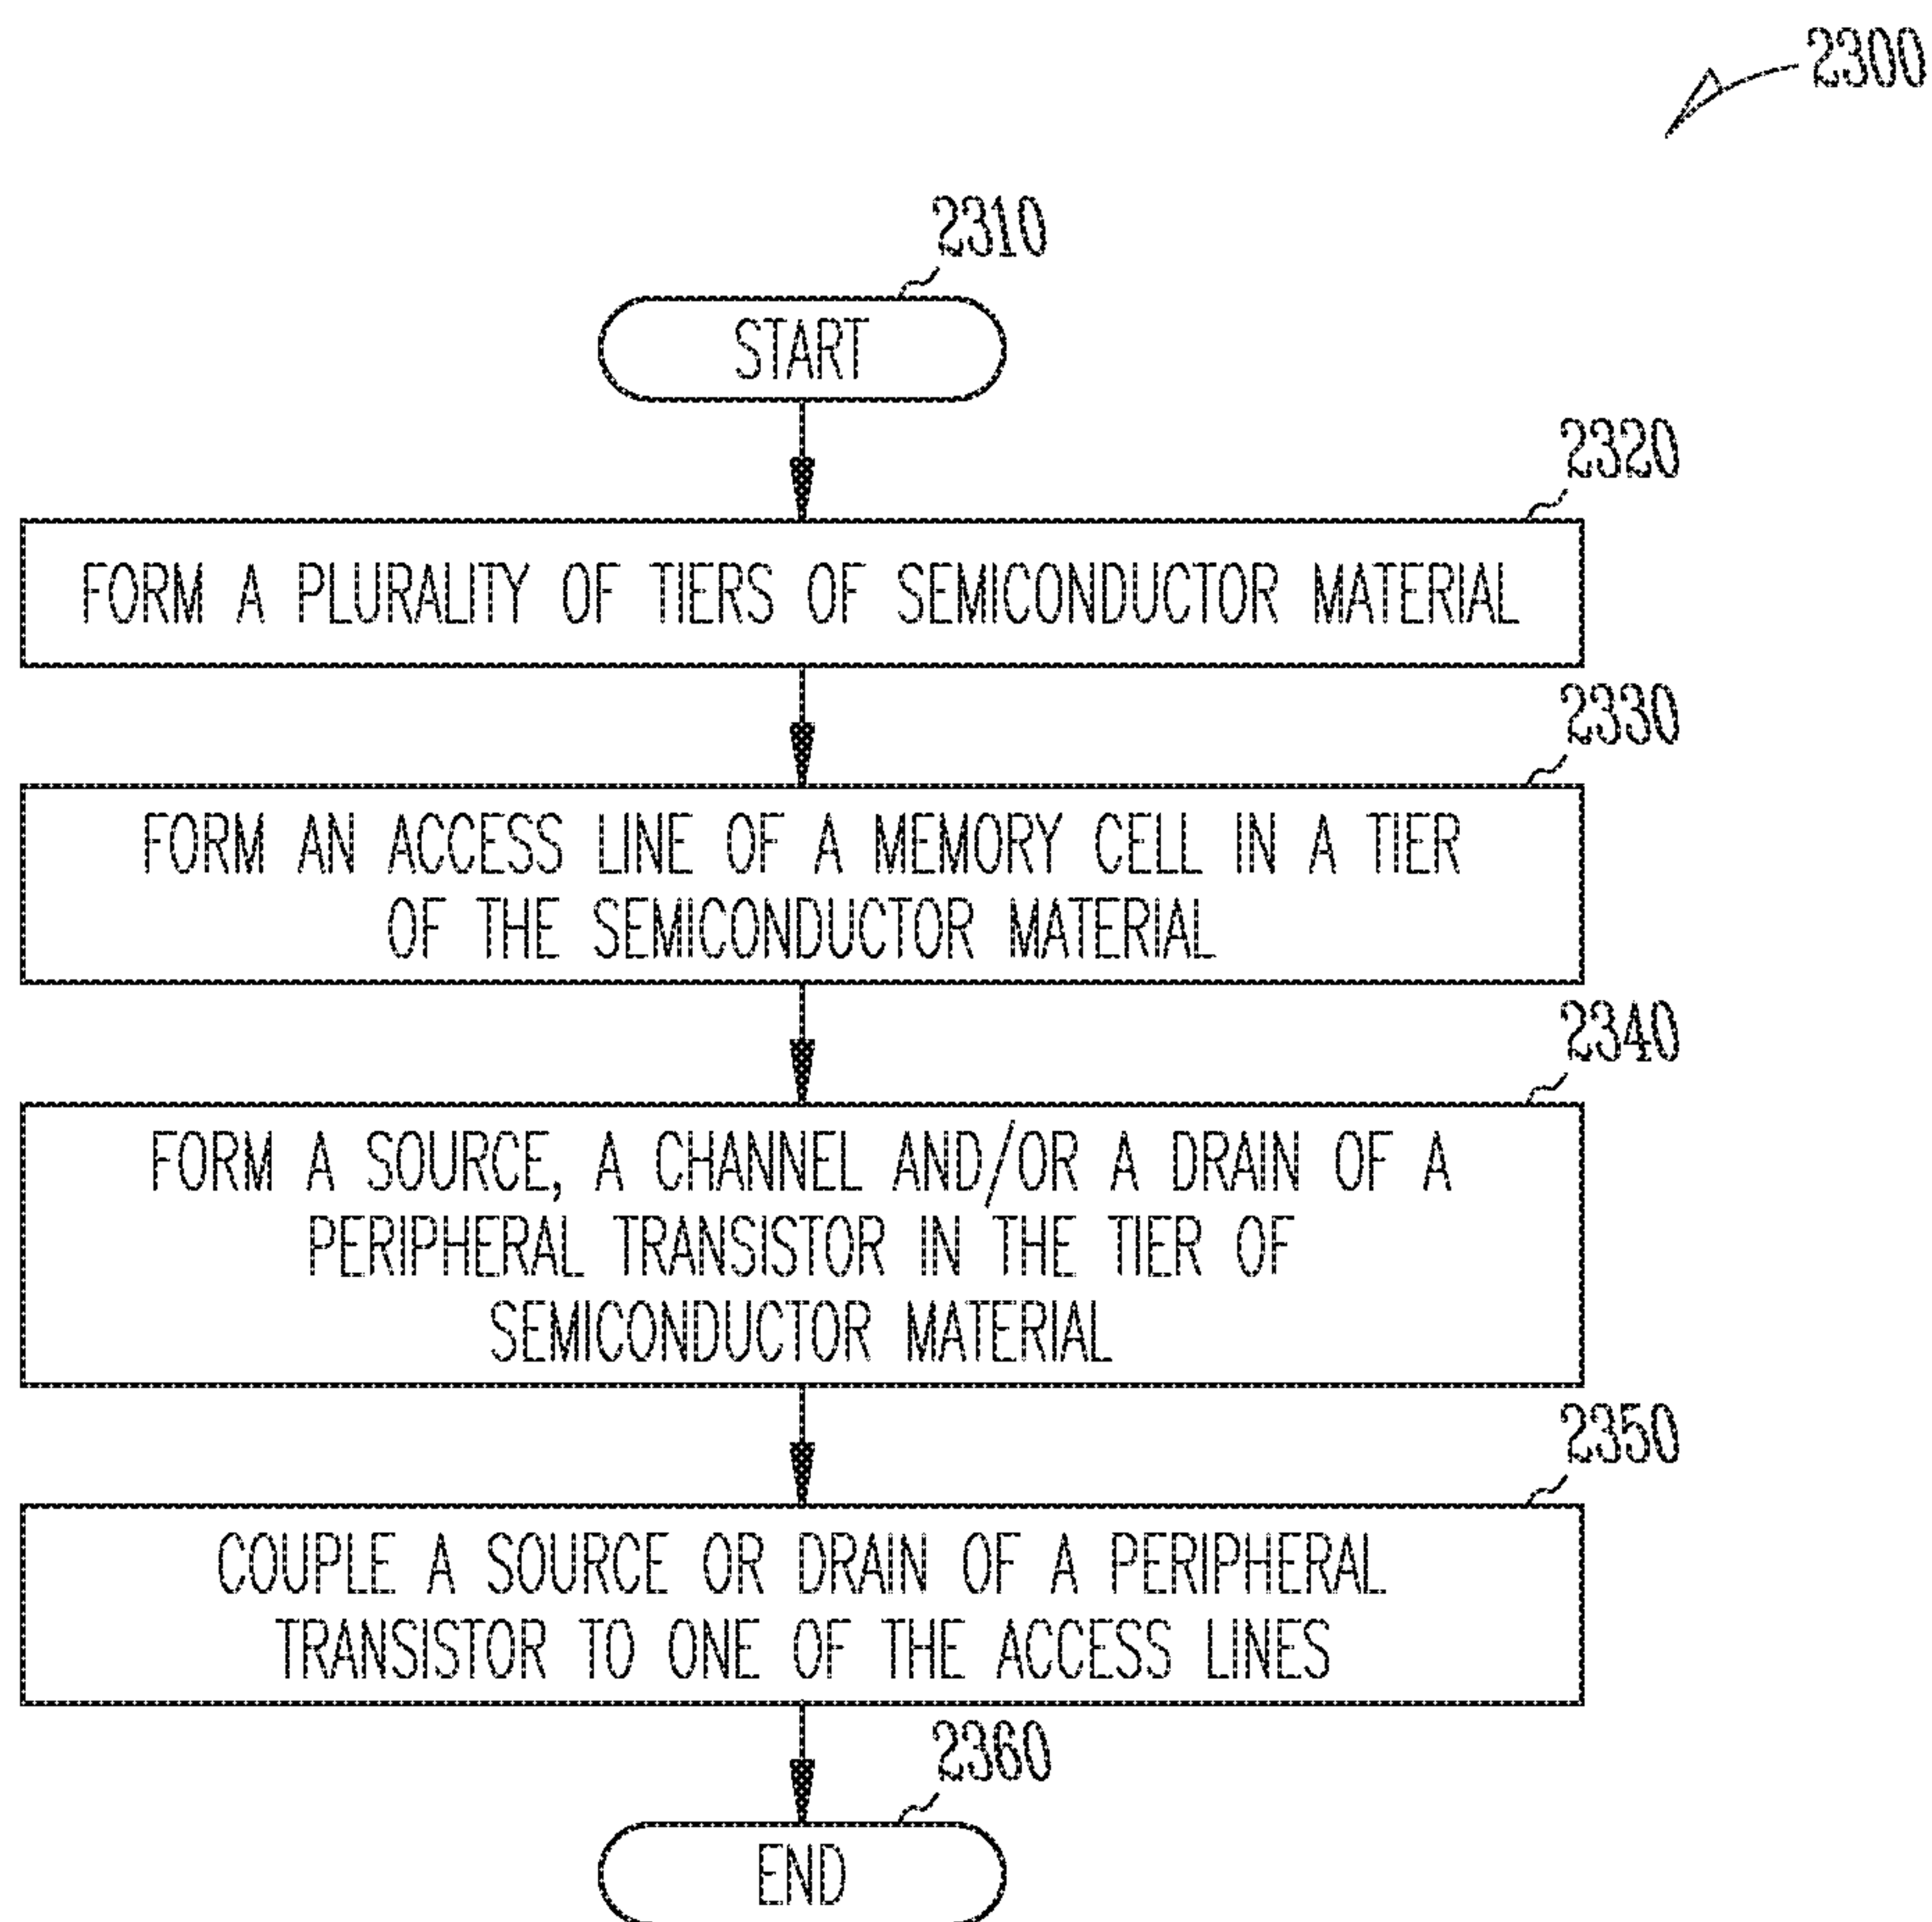 2300
2310
START
2320
FORM A PLURALITY OF TIERS OF SEMICONDUCTOR MATERIAL
2330
FORM AN ACCESS LINE OF A MEMORY CELL IN A TIER
OF THE SEMICONDUCTOR MATERIAL
2340
FORM A SOURCE, A CHANNEL AND/OR A DRAIN OF A
PERIPHERAL TRANSISTOR IN THE TIER OF
SEMICONDUCTOR MATERIAL
2350
COUPLE A SOURCE OR DRAIN OF A PERIPHERAL
TRANSISTOR TO ONE OF THE ACCESS LINES
2360
END